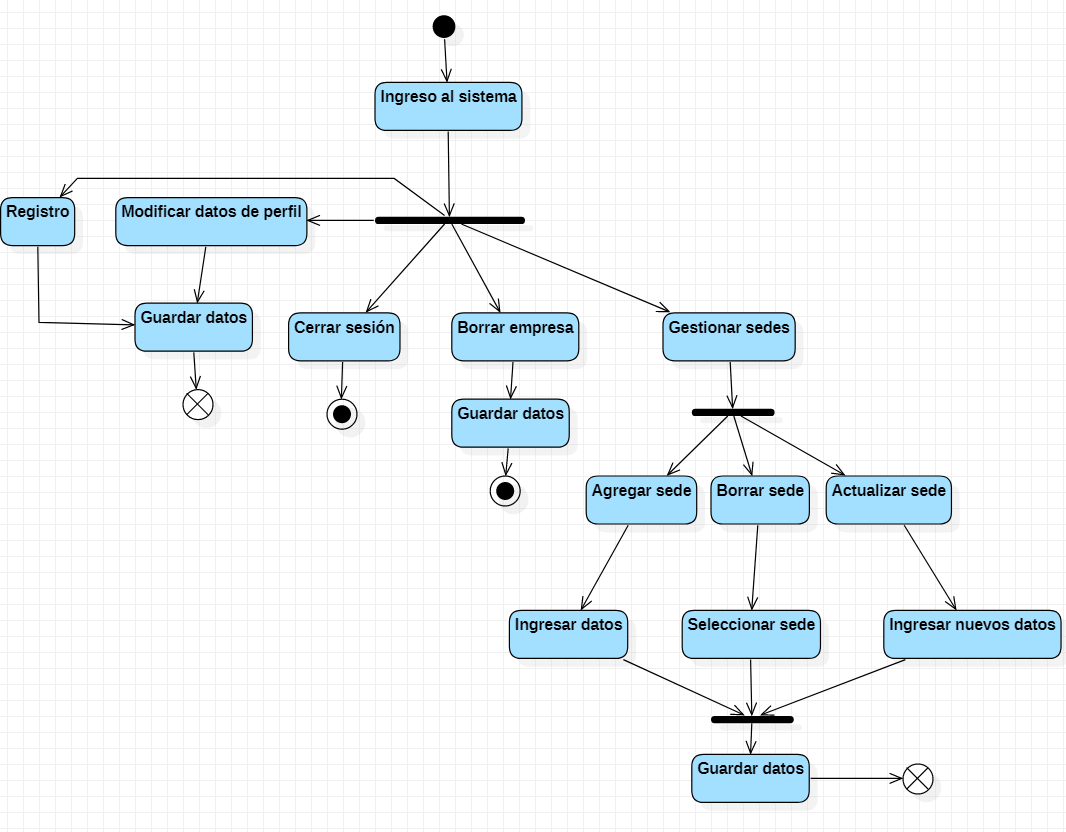 Ingreso al sistema
Registro
Modificar datos de perfil
Guardar datos
Cerrar sesión
Borrar empresa
Gestionar sedes
Guardar datos
Agregar sede
Borrar sede
Actualizar sede
Ingresar datos
Seleccionar sede
Ingresar nuevos datos
Guardar datos